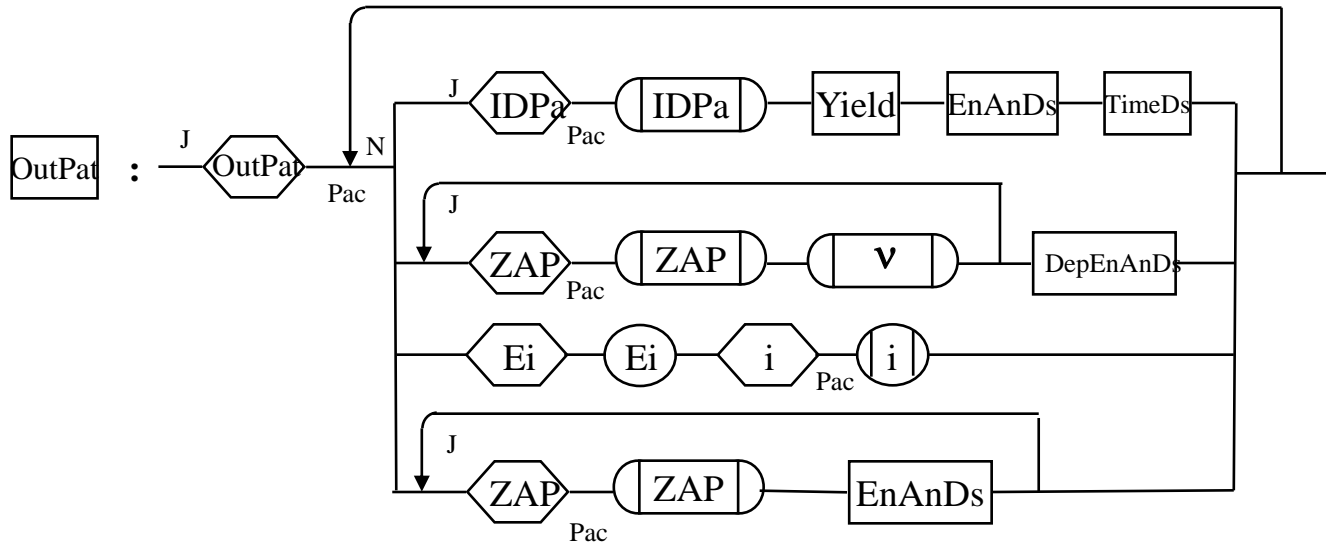 J IDPa Pac IDPa Yield EnAnDs TimeDs
OutPat : J OutPat Pac N
J ZAP Pac ZAP ν DepEnAnDs
Ei Ei i Pac i
J ZAP Pac ZAP EnAnDs